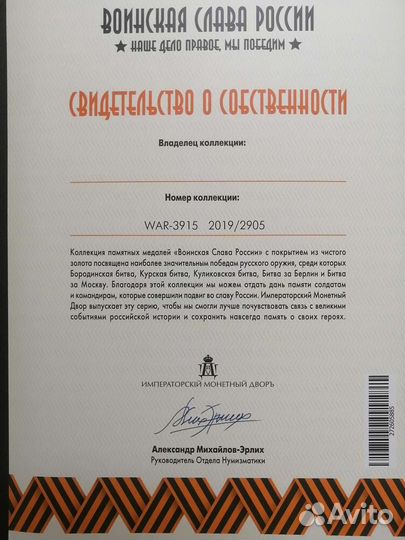 ВОИНСКАЯ СЛАВА РОССИИ
★ НАШЕ ДЕЛО ПРАВОЕ, МЫ ПОБЕДИМ ★
СВИДЕТЕЛЬСТВО О СОБСТВЕННОСТИ
Владелец коллекции:
Номер коллекции:
WAR-3915 2019/2905
Коллекция памятных медалей «Воинская Слава России» с покрытием из чистого
золота посвящена наиболее значительным победам русского оружия, среди которых
Бородинская битва, Курская битва, Куликовская битва, Битва за Берлин и Битва
за Москву. Благодаря этой коллекции мы можем отдать дань памяти солдатам
и командирам, которые совершили подвиг во славу России. Императорский Монетный
Двор выпускает эту серию, чтобы мы смогли лучше почувствовать связь с великими
событиями российской истории и сохранить навсегда память о своих героях.
ИМПЕРАТОРСКIЙ МОНЕТНЫЙ ДВОРЪ
Александр Михайлов-Эрлих
Руководитель Отдела Нумизматики
272603885
Avito